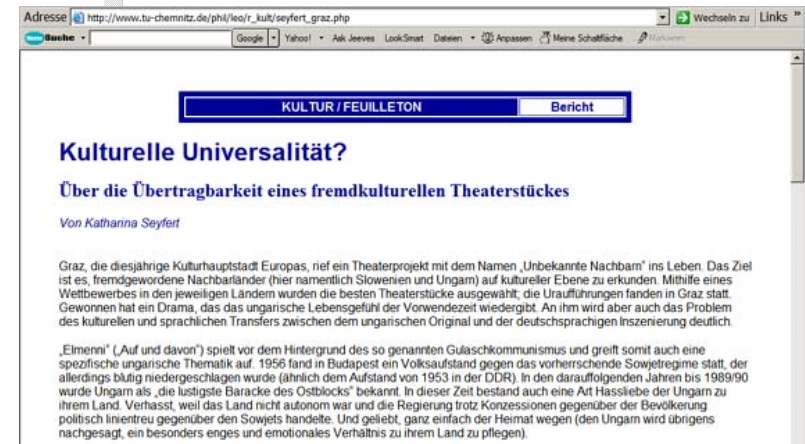 Adresse http://www.tu-chemnitz.de/phil/leo/r_kult/seyfert_graz.php Wechseln zu Links »
Suche Google Yahoo! Ask Jeeves LookSmart Dateien Anpassen Meine Schaltfläche Markieren
KULTUR / FEUILLETON Bericht
Kulturelle Universalität?
Über die Übertragbarkeit eines fremdkulturellen Theaterstückes
Von Katharina Seyfert
Graz, die diesjährige Kulturhauptstadt Europas, rief ein Theaterprojekt mit dem Namen „Unbekannte Nachbarn" ins Leben. Das Ziel
ist es, fremdgewordene Nachbarländer (hier namentlich Slowenien und Ungarn) auf kultureller Ebene zu erkunden. Mithilfe eines
Wettbewerbes in den jeweiligen Ländern wurden die besten Theaterstücke ausgewählt; die Uraufführungen fanden in Graz statt.
Gewonnen hat ein Drama, das das ungarische Lebensgefühl der Vorwendezeit wiedergibt. An ihm wird aber auch das Problem
des kulturellen und sprachlichen Transfers zwischen dem ungarischen Original und der deutschsprachigen Inszenierung deutlich.
„Elmenni" („Auf und davon") spielt vor dem Hintergrund des so genannten Gulaschkommunismus und greift somit auch eine
spezifische ungarische Thematik auf. 1956 fand in Budapest ein Volksaufstand gegen das vorherrschende Sowjetregime statt, der
allerdings blutig niedergeschlagen wurde (ähnlich dem Aufstand von 1953 in der DDR). In den darauffolgenden Jahren bis 1989/90
wurde Ungarn als „die lustigste Baracke des Ostblocks" bekannt. In dieser Zeit bestand auch eine Art Hassliebe der Ungarn zu
ihrem Land. Verhasst, weil das Land nicht autonom war und die Regierung trotz Konzessionen gegenüber der Bevölkerung
politisch linientreu gegenüber den Sowjets handelte. Und geliebt, ganz einfach der Heimat wegen (den Ungarn wird übrigens
nachgesagt, ein besonders enges und emotionales Verhältnis zu ihrem Land zu pflegen).